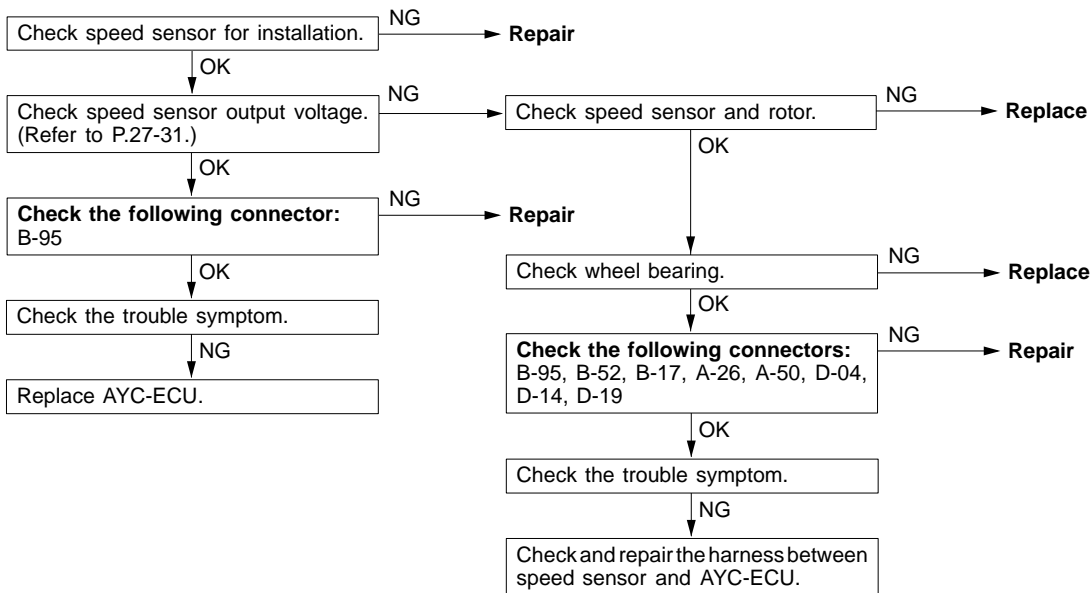 Check speed sensor for installation.
NG
Repair
OK
Check speed sensor output voltage.
(Refer to P.27-31.)
NG
Check speed sensor and rotor.
NG
Replace
OK
OK
Check the following connector:
B-95
NG
Repair
OK
Check the trouble symptom.
NG
Replace AYC-ECU.
Check wheel bearing.
NG
Replace
OK
Check the following connectors:
B-95, B-52, B-17, A-26, A-50, D-04,
D-14, D-19
NG
Repair
OK
Check the trouble symptom.
NG
Check and repair the harness between
speed sensor and AYC-ECU.